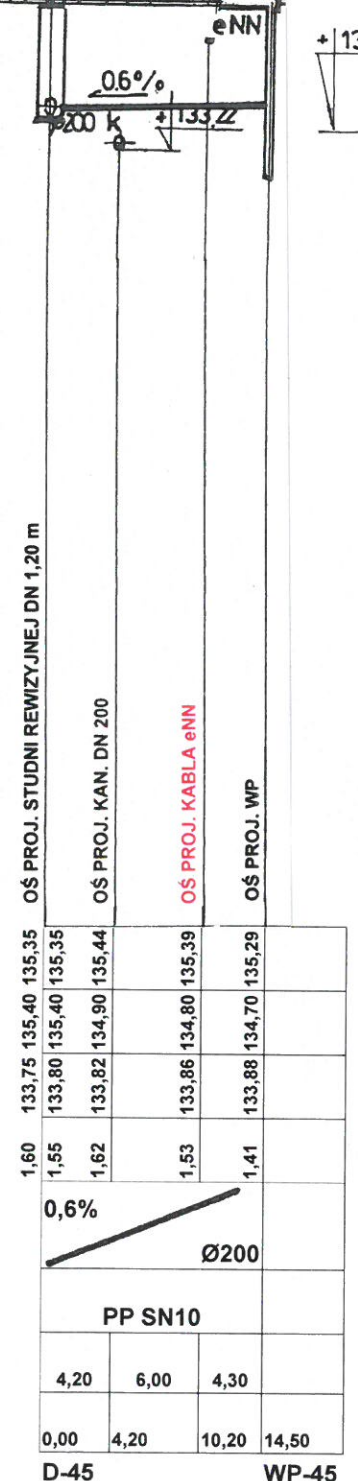 eNN
+ 13
0.6%
200 k
+ 133,22
OŚ PROJ. STUDNI REWIZYJNEJ DN 1,20 m
OŚ PROJ. KAN. DN 200
OŚ PROJ. KABLA eNN
OŚ PROJ. WP
135,35 135,35 135,44 135,39 135,29
135,40 135,40 134,90 134,80 134,70
133,75 133,80 133,82 133,86 133,88
1,60 1,55 1,62 1,53 1,41
0,6%
Ø200
PP SN10
4,20 6,00 4,30
0,00 4,20 10,20 14,50
D-45 WP-45